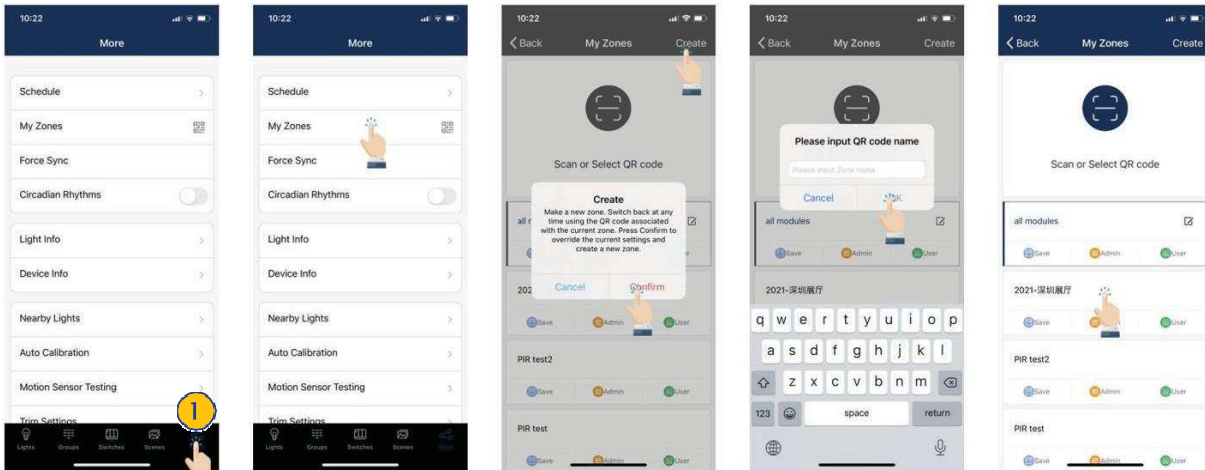 10:22
More
Schedule
My Zones
Force Sync
Circadian Rhythms
Light Info
Device Info
Nearby Lights
Auto Calibration
Motion Sensor Testing
Trim Settings
1
Lights Groups Switches Scenes
10:22
More
Schedule
My Zones
Force Sync
Circadian Rhythms
Light Info
Device Info
Nearby Lights
Auto Calibration
Motion Sensor Testing
Trim Settings
Lights Groups Switches Scenes More
10:22
Back My Zones Create
Scan or Select QR code
Create
Make a new zone. Switch back at any
time using the QR code associated
with the current zone. Press Confirm to
override the current settings and
create a new zone.
Cancel Confirm
all
202
Save Admin User
PIR test2
Save Admin User
PIR test
Save Admin User
10:22
Back My Zones Create
Please input QR code name
Please Input Zone name
Cancel OK
all modules
Save Admin User
2021-深圳展厅
q w e r t y u i o p
a s d f g h j k l
z x c v b n m
123 space return
10:22
Back My Zones Create
Scan or Select QR code
all modules
Save Admin User
2021-深圳展厅
Save User
PIR test2
Save Admin User
PIR test
Save Admin User